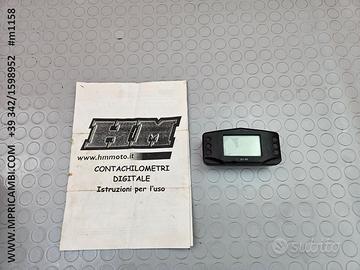 WWW.MPRICAMBI.COM +39 342/1598952 #m1158
HM
www.hmmoto.it
CONTACHILOMETRI
DIGITALE
Istruzioni per l'uso
subito